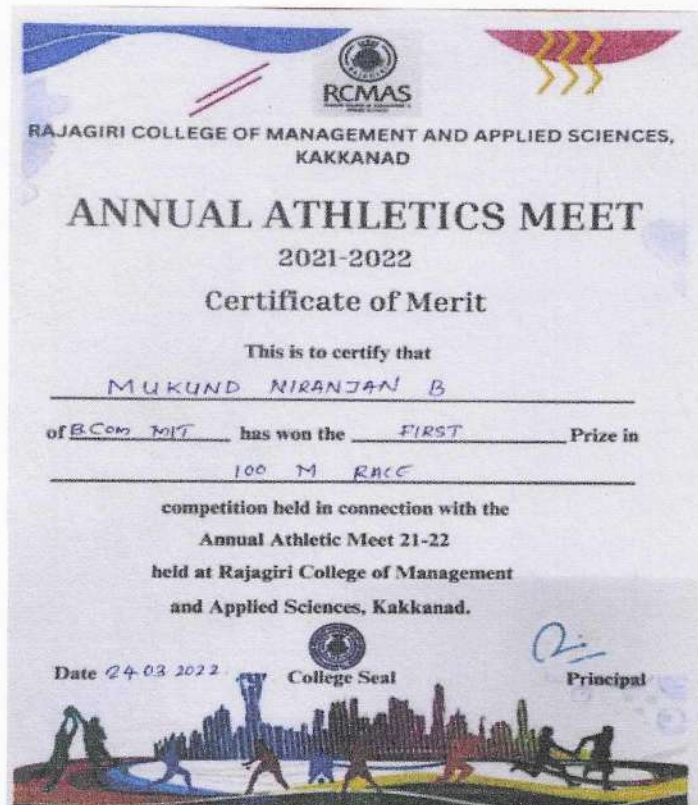 RAJAGIRI
RCMAS
RAJAGIRI COLLEGE OF MANAGEMENT AND APPLIED SCIENCES,
KAKKANAD
ANNUAL ATHLETICS MEET
2021-2022
Certificate of Merit
This is to certify that
MUKUND NIRANJAN B
of B.COM MIT has won the FIRST Prize in
100 M RACE
competition held in connection with the
Annual Athletic Meet 21-22
held at Rajagiri College of Management
and Applied Sciences, Kakkanad.
Date 24.03 2022. College Seal Principal